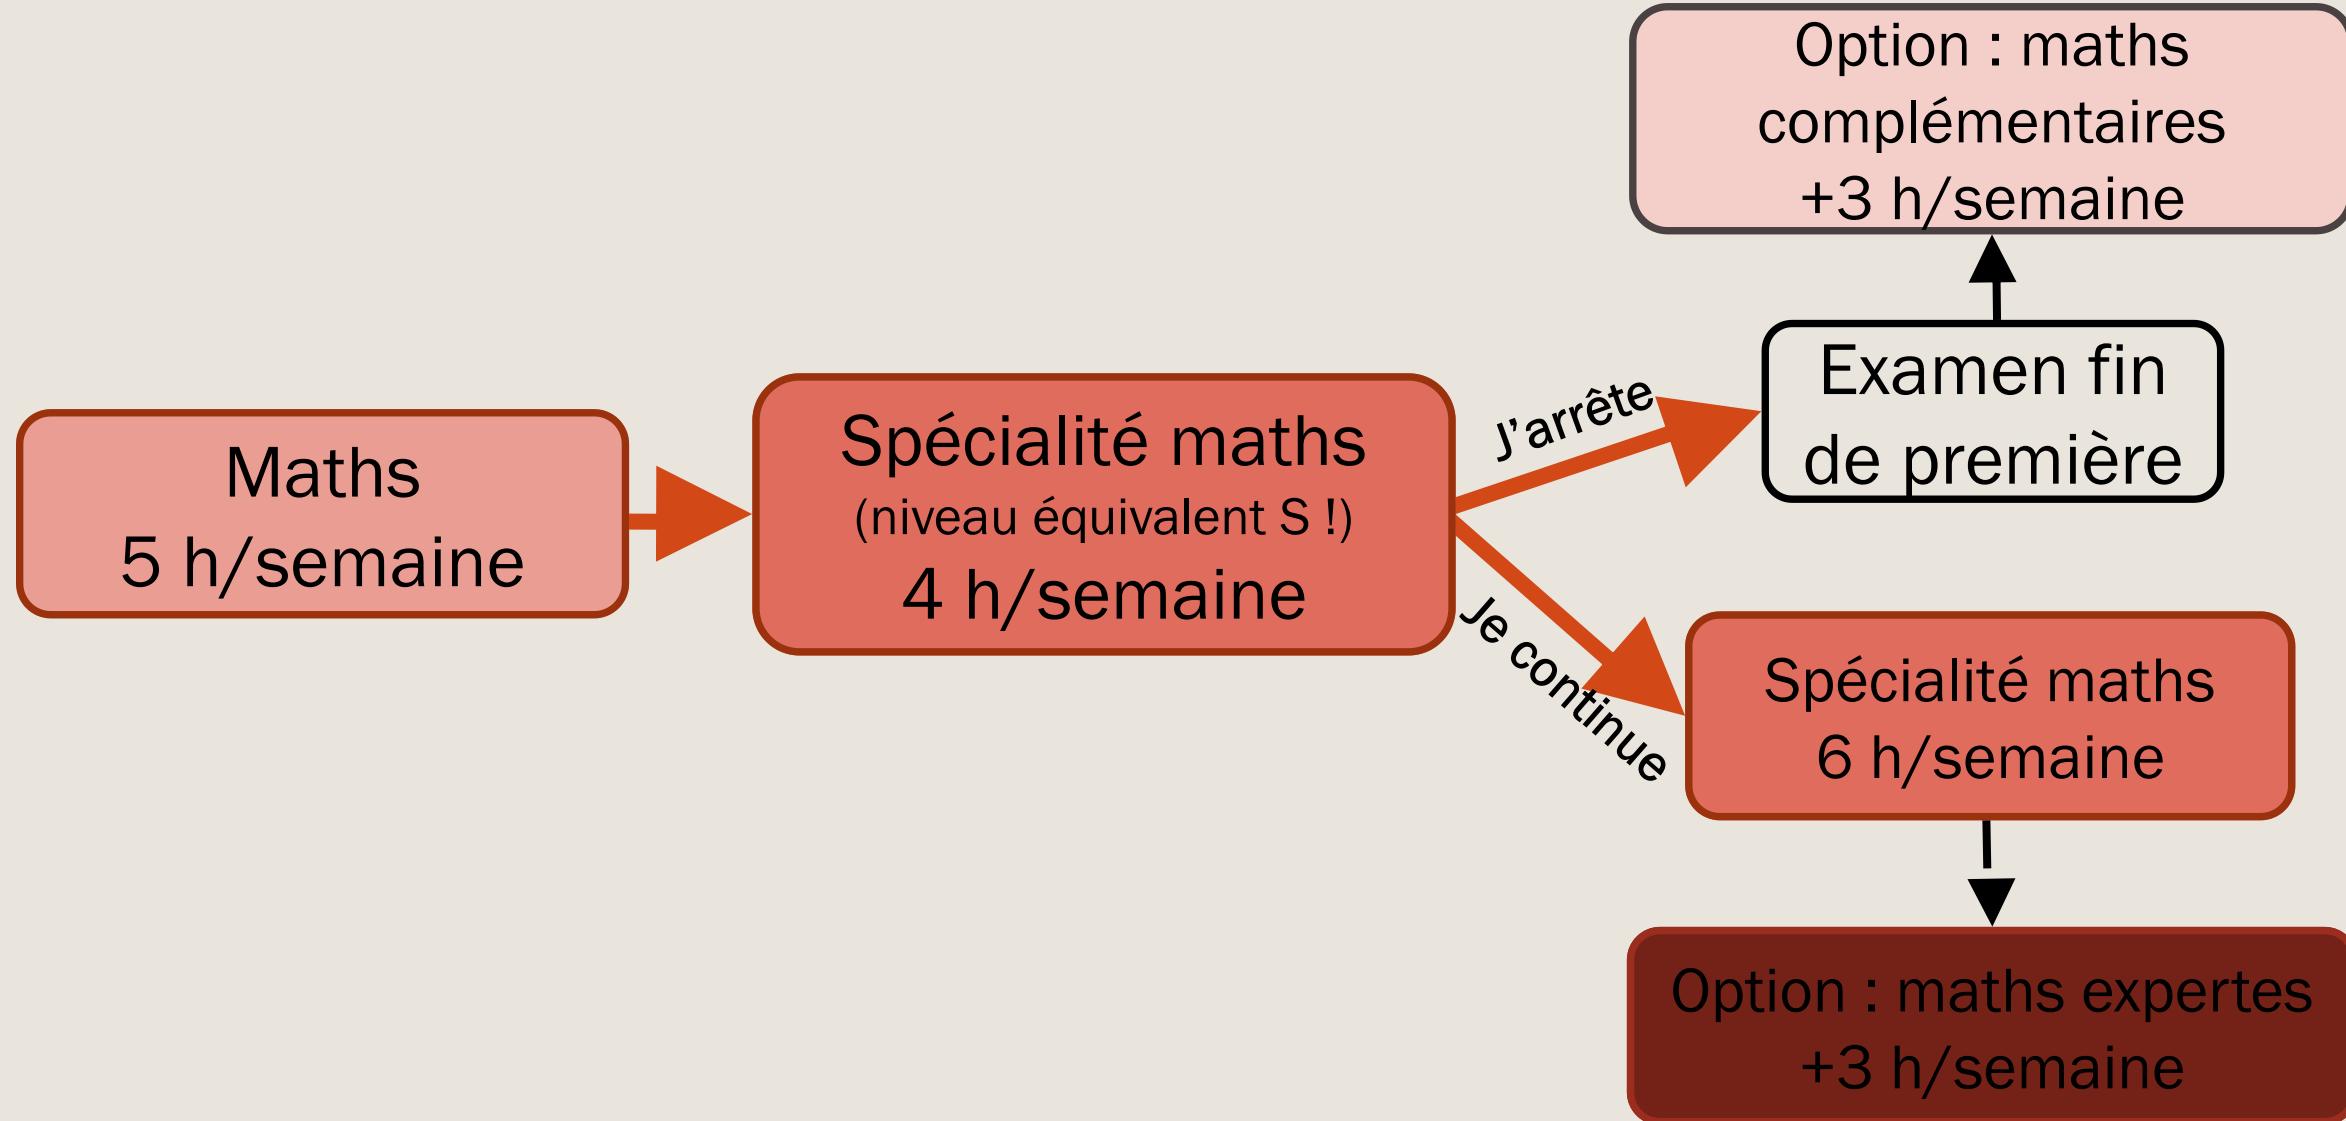 Option : maths
complémentaires
+3 h/semaine
Maths
5 h/semaine
Spécialité maths
(niveau équivalent S !)
4 h/semaine
J’arrête
Examen fin
de première
Je continue
Spécialité maths
6 h/semaine
Option : maths expertes
+3 h/semaine